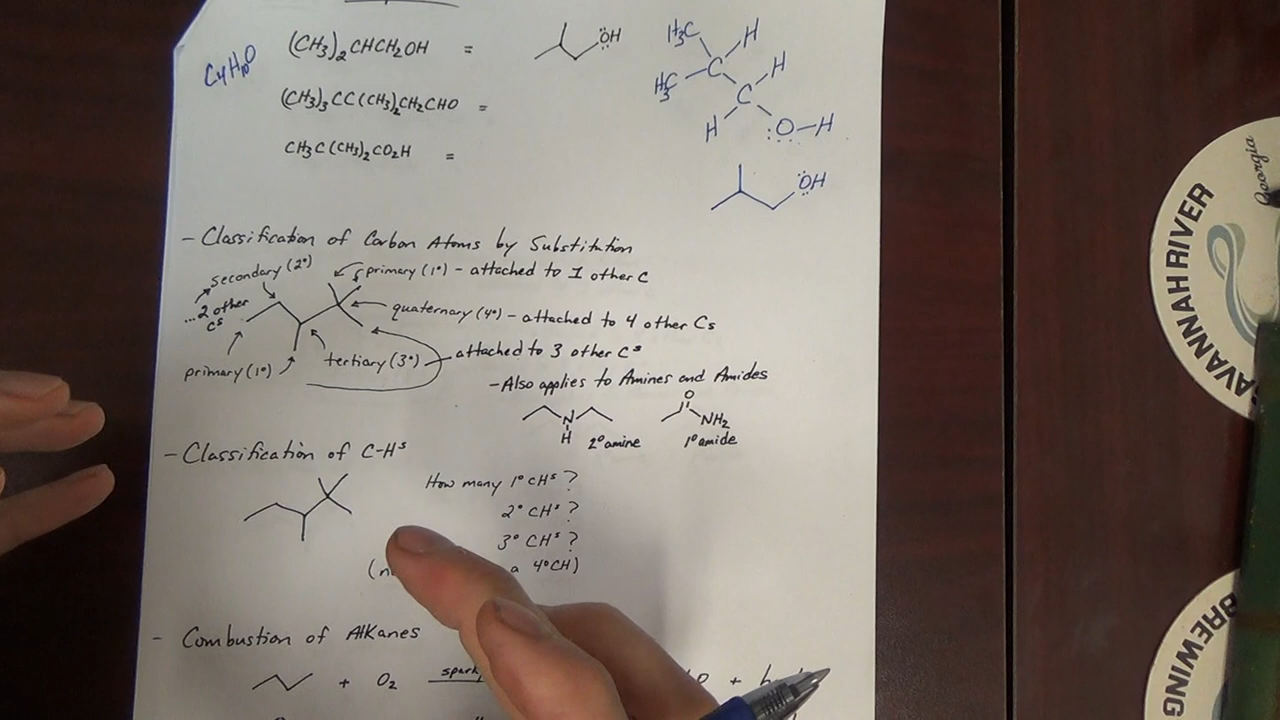 C4H10O
(CH3)2CHCH2OH =
ÖH
H3C H
H3C C H
C
H O—H
(CH3)3CC(CH3)2CH2CHO =
CH3C(CH3)2CO2H =
ÖH
- Classification of Carbon Atoms by Substitution
secondary (2°)
primary (1°) - attached to 1 other C
...2 other
Cs
quaternary (4°) - attached to 4 other Cs
tertiary (3°)
attached to 3 other Cs
primary (1°)
- Also applies to Amines and Amides
O
N
NH2
H
2° amine
1° amide
- Classification of C-Hs
How many 1° CHs?
2° CHs?
3° CHs?
a 4° CH)
- Combustion of Alkanes
+ O2
spark
+
Georgia
SAVANNAH RIVER
BREWING